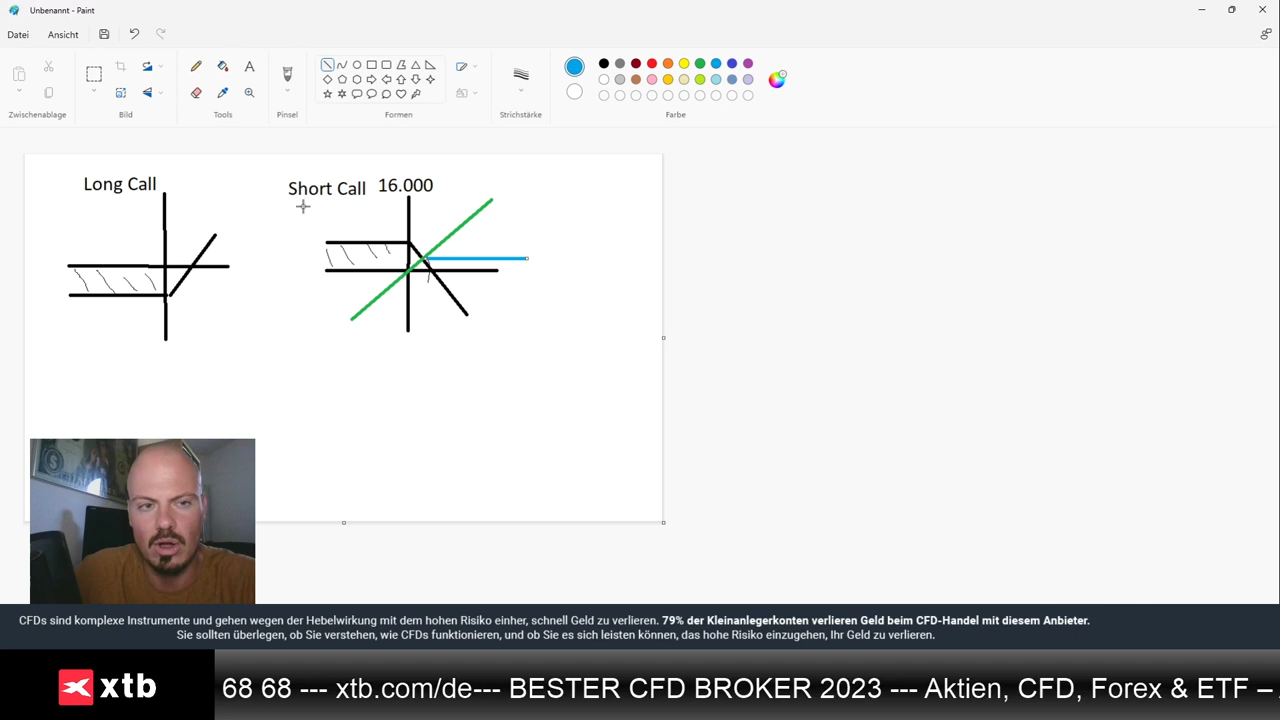 Unbenannt - Paint
Datei Ansicht
Zwischenablage Bild Tools Pinsel Formen Strichstärke Farbe
Long Call
Short Call 16.000
CFDs sind komplexe Instrumente und gehen wegen der Hebelwirkung mit dem hohen Risiko einher, schnell Geld zu verlieren. 79% der Kleinanlegerkonten verlieren Geld beim CFD-Handel mit diesem Anbieter.
Sie sollten überlegen, ob Sie verstehen, wie CFDs funktionieren, und ob Sie es sich leisten können, das hohe Risiko einzugehen, Ihr Geld zu verlieren.
xtb 68 68 --- xtb.com/de--- BESTER CFD BROKER 2023 --- Aktien, CFD, Forex & ETF –